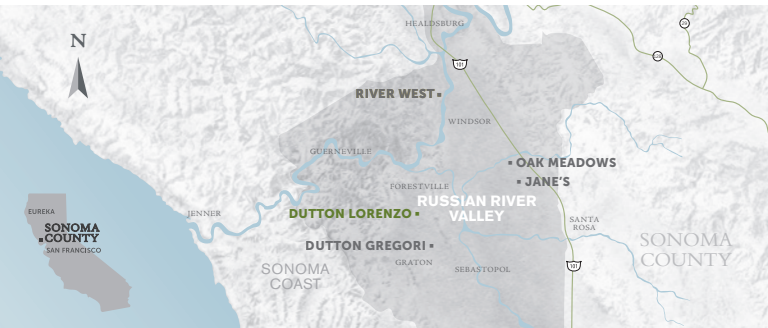 HEALDSBURG
N
101
RIVER WEST
WINDSOR
GUERNEVILLE
OAK MEADOWS
JANE'S
FORESTVILLE
RUSSIAN RIVER
VALLEY
EUREKA
JENNER
DUTTON LORENZO
SONOMA
COUNTY
SAN FRANCISCO
SANTA
ROSA
DUTTON GREGORI
SONOMA
COUNTY
GRATON
SEBASTOPOL
SONOMA
COAST
101